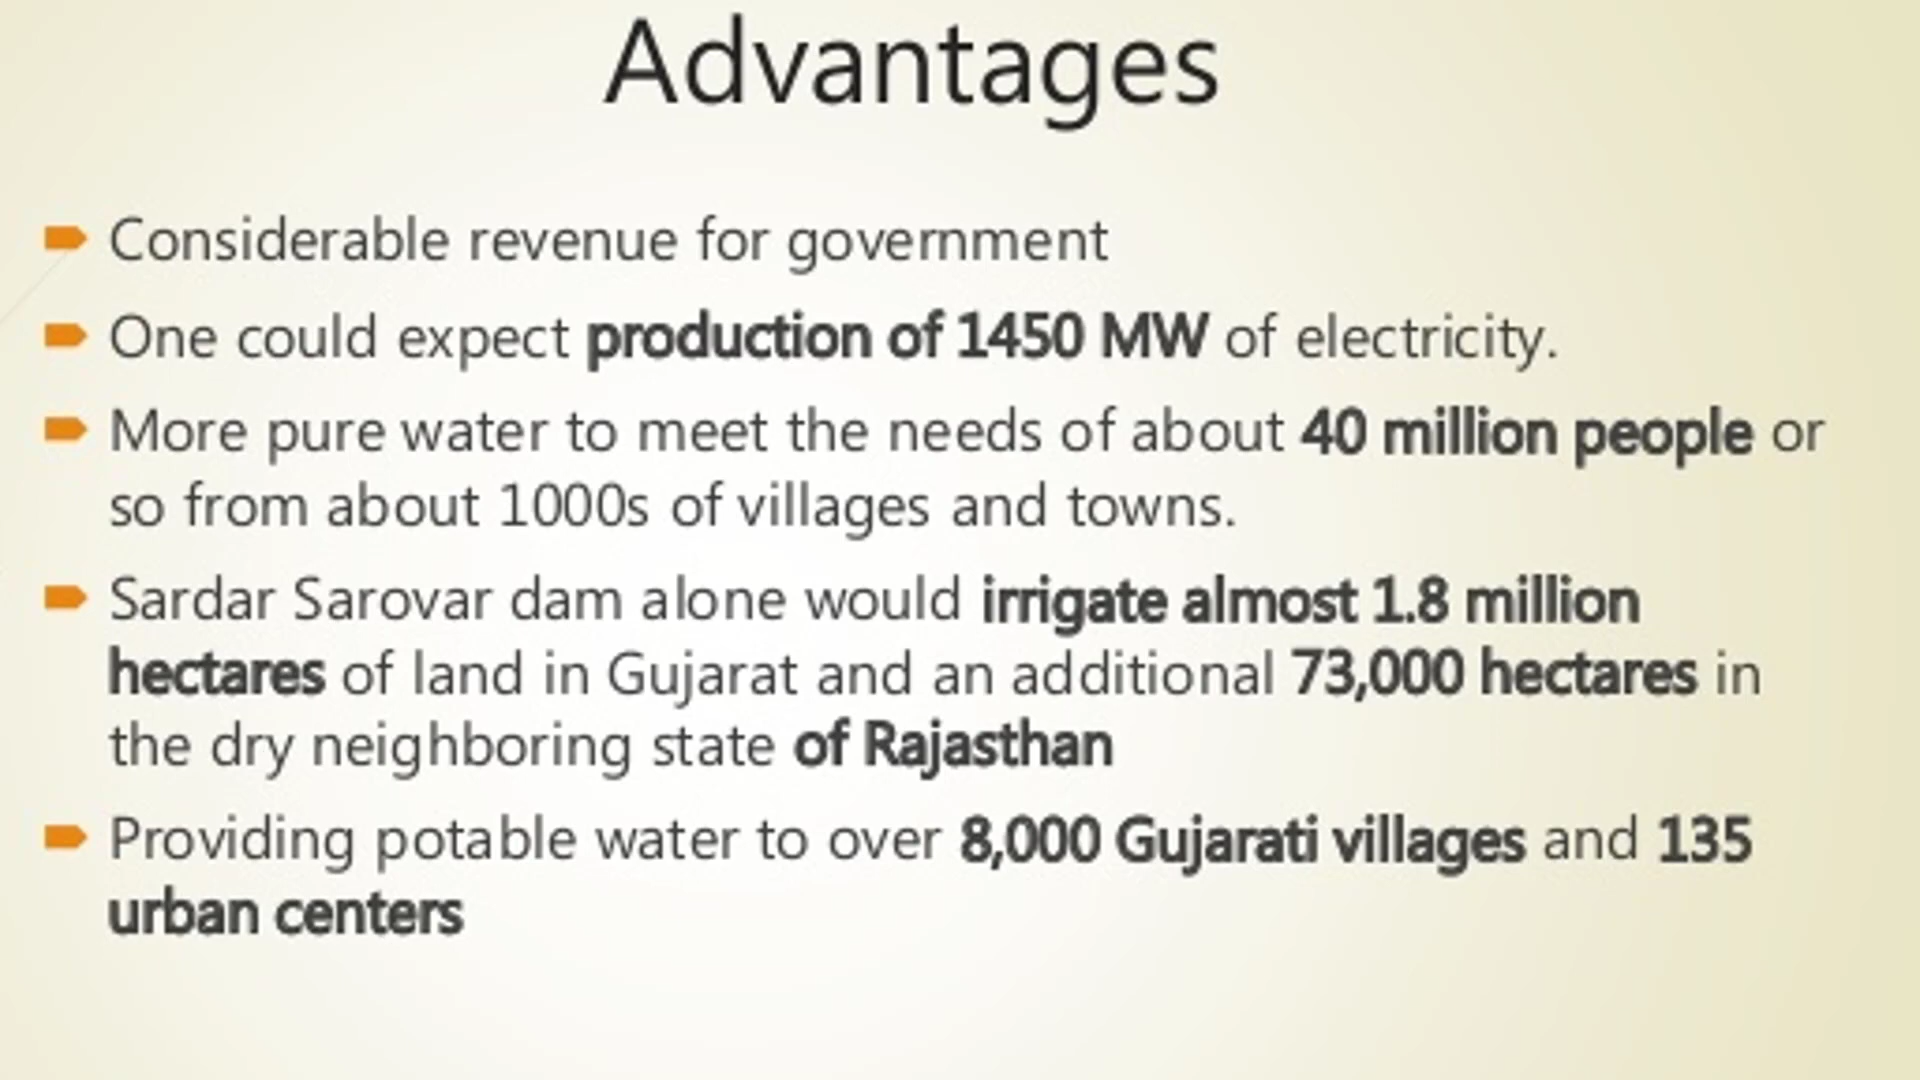 Advantages
Considerable revenue for government
One could expect production of 1450 MW of electricity.
More pure water to meet the needs of about 40 million people or
so from about 1000s of villages and towns.
Sardar Sarovar dam alone would irrigate almost 1.8 million
hectares of land in Gujarat and an additional 73,000 hectares in
the dry neighboring state of Rajasthan
Providing potable water to over 8,000 Gujarati villages and 135
urban centers